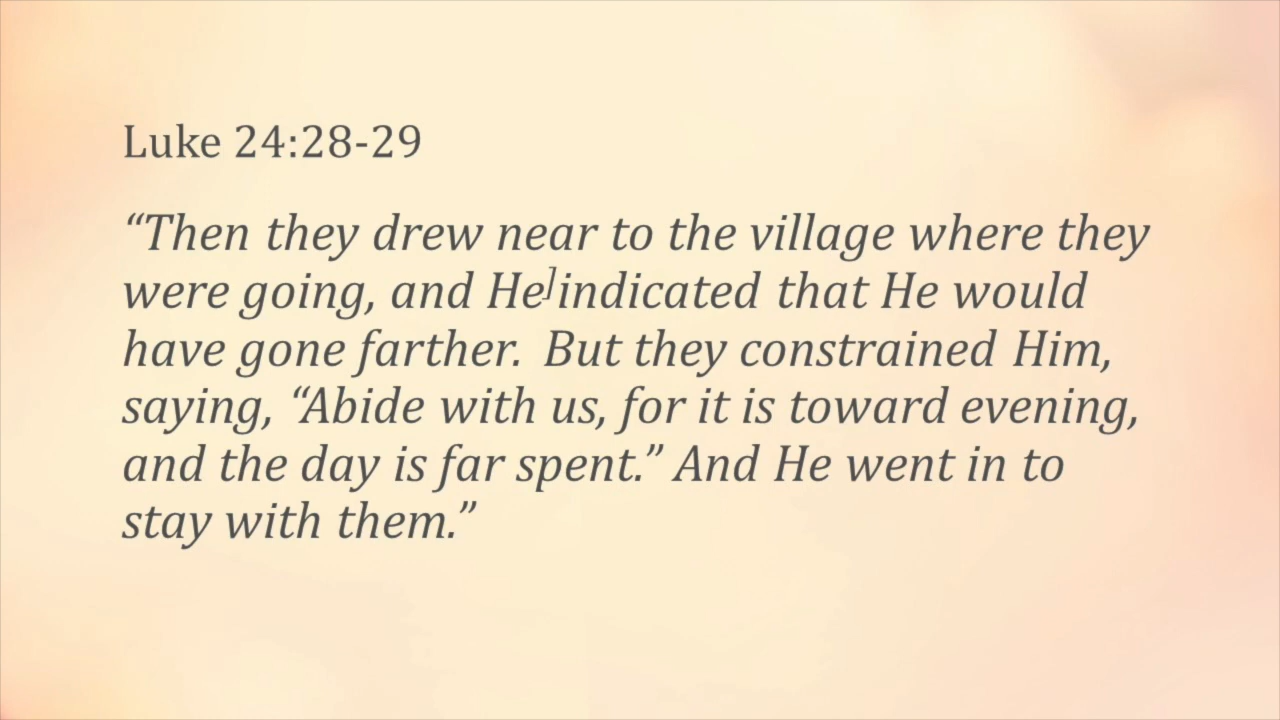 Luke 24:28-29
“Then they drew near to the village where they
were going, and He]indicated that He would
have gone farther.  But they constrained Him,
saying, “Abide with us, for it is toward evening,
and the day is far spent.” And He went in to
stay with them.”